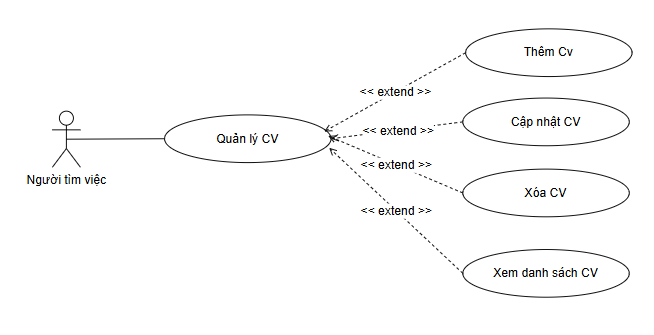 Thêm Cv
<< extend >>
Cập nhật CV
<< extend >>
Quản lý CV
<< extend >>
Người tìm việc
Xóa CV
<< extend >>
Xem danh sách CV